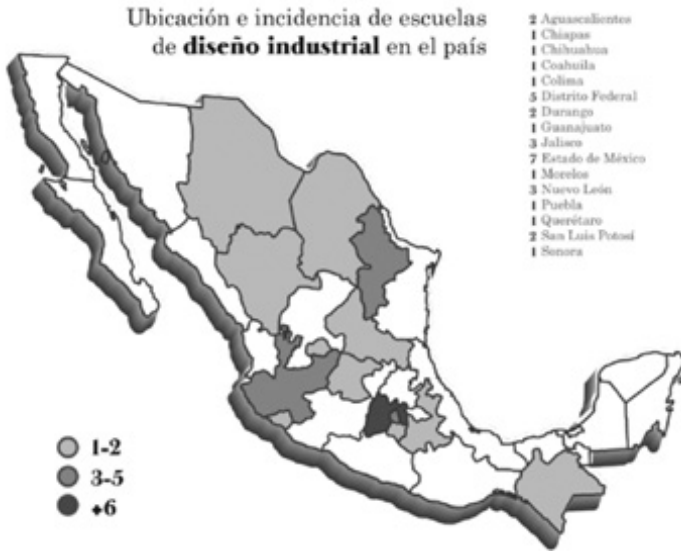 Ubicación e incidencia de escuelas
de diseño industrial en el país
2 Aguascalientes
1 Chiapas
1 Chihuahua
1 Coahuila
1 Colima
5 Distrito Federal
2 Durango
1 Guanajuato
3 Jalisco
7 Estado de México
1 Morelos
3 Nuevo León
1 Puebla
1 Querétaro
2 San Luis Potosí
1 Sonora
1-2
3-5
+6